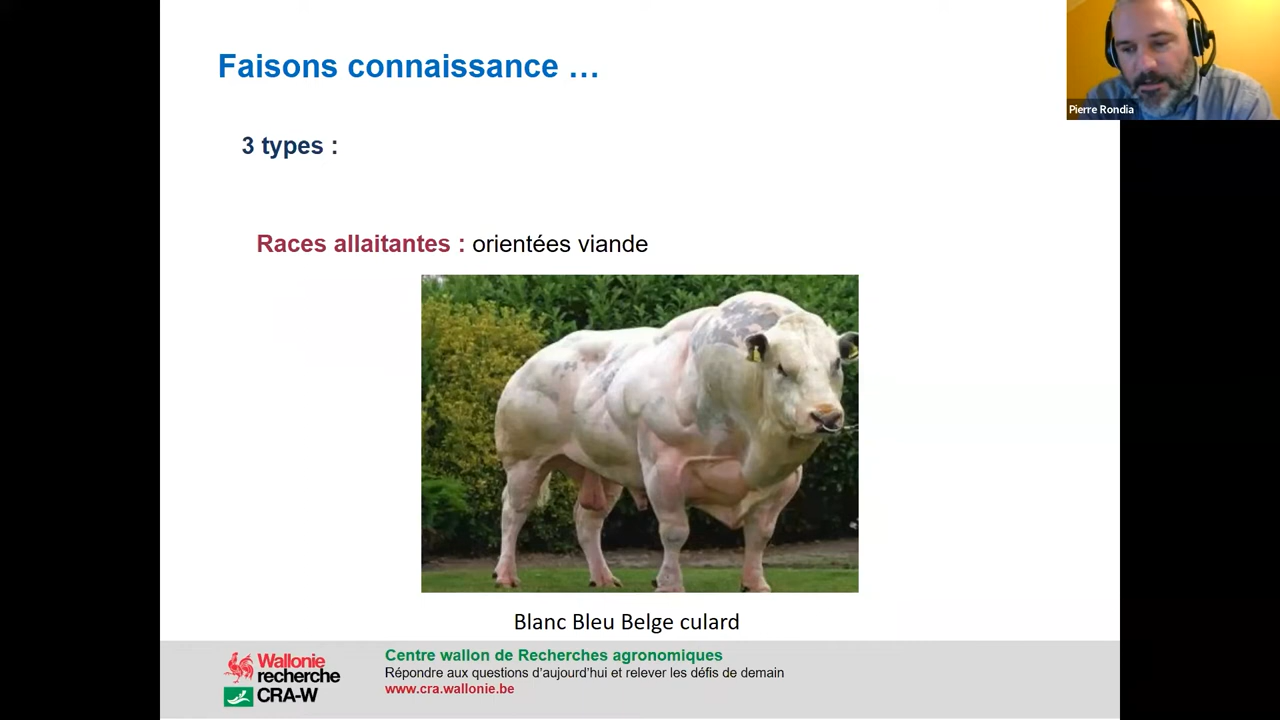 Faisons connaissance …
Pierre Rondia
3 types :
Races allaitantes : orientées viande
Blanc Bleu Belge culard
Wallonie
recherche
CRA-W
Centre wallon de Recherches agronomiques
Répondre aux questions d'aujourd'hui et relever les défis de demain
www.cra.wallonie.be